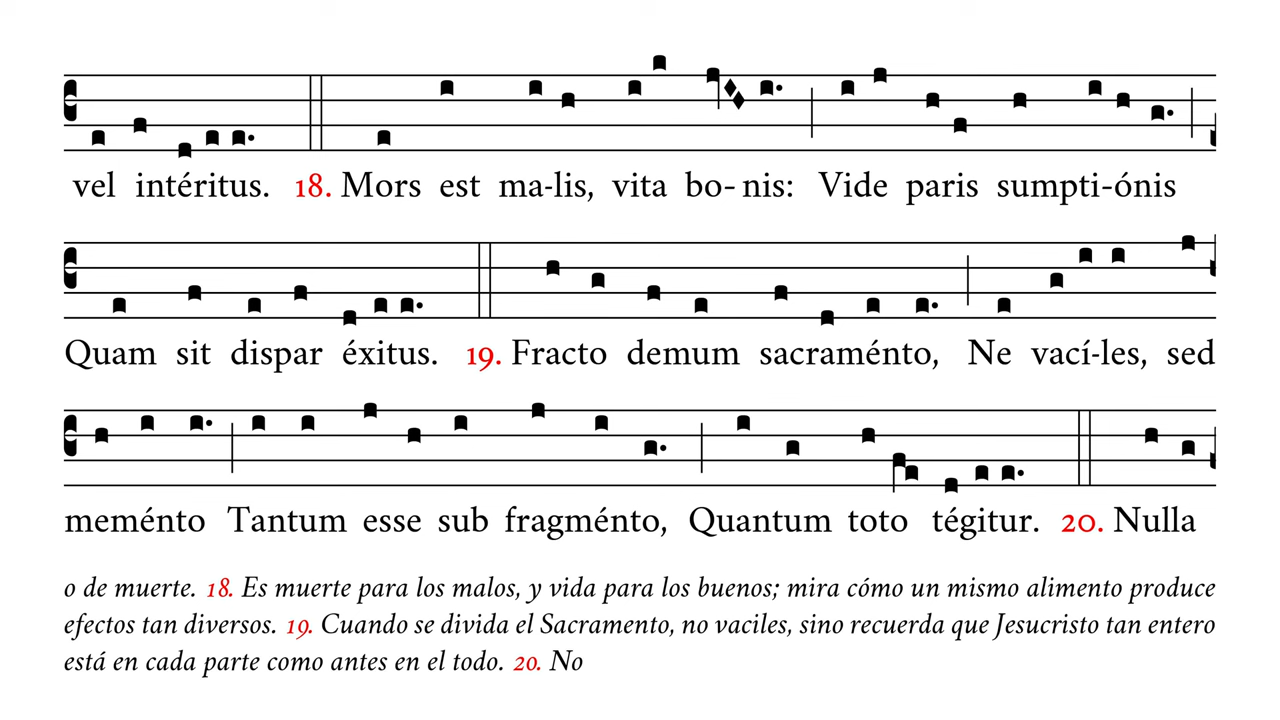 vel intéritus. 18. Mors est ma-lis, vita bo-nis: Vide paris sumpti-ónis
Quam sit dispar éxitus. 19. Fracto demum sacraménto, Ne vací-les, sed
meménto Tantum esse sub fragménto, Quantum toto tégitur. 20. Nulla
o de muerte. 18. Es muerte para los malos, y vida para los buenos; mira cómo un mismo alimento produce
efectos tan diversos. 19. Cuando se divida el Sacramento, no vaciles, sino recuerda que Jesucristo tan entero
está en cada parte como antes en el todo. 20. No